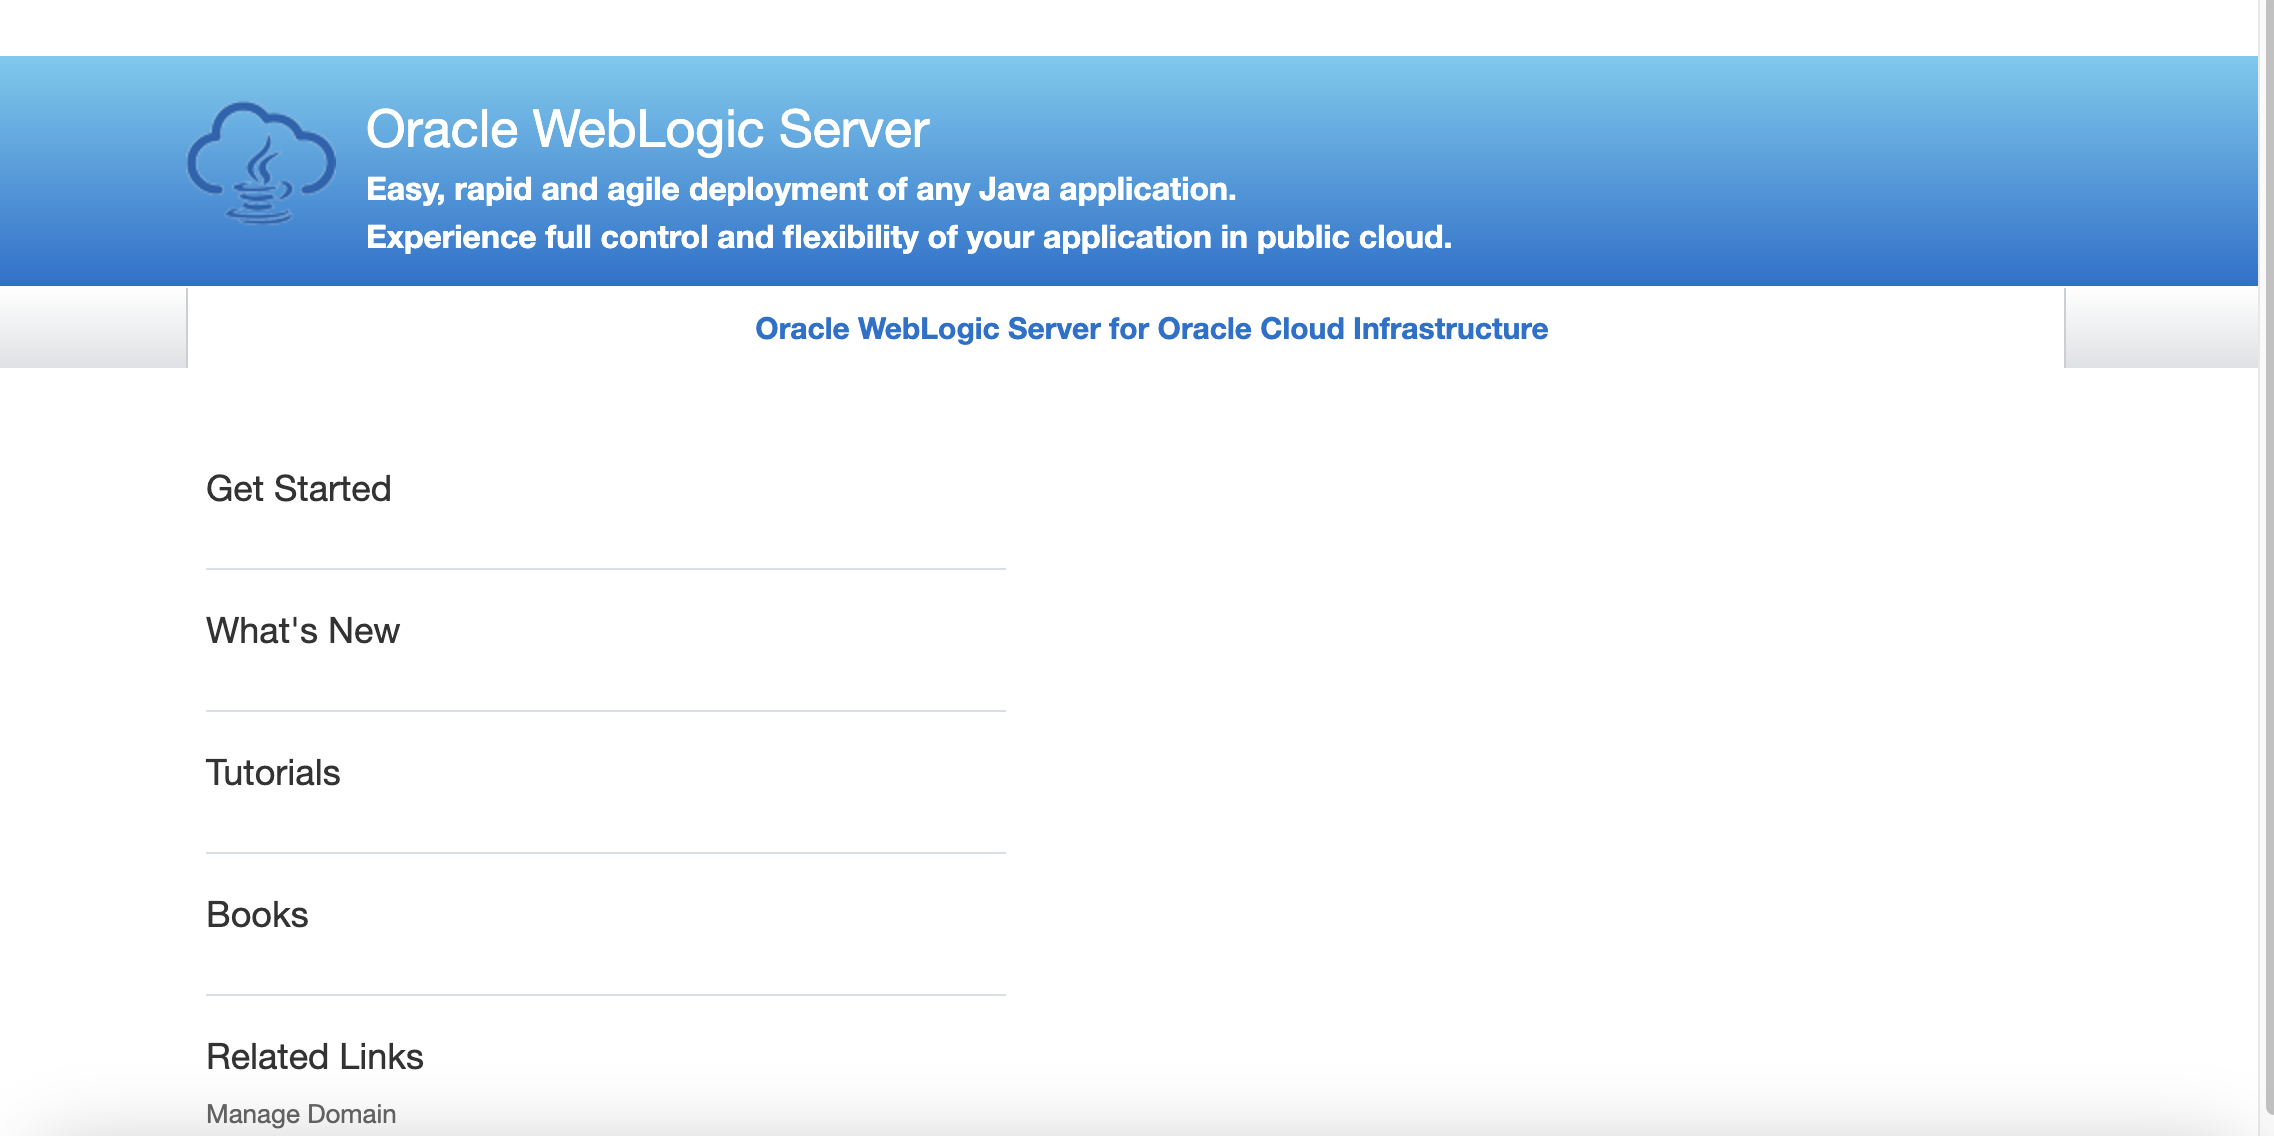 Oracle WebLogic Server
Easy, rapid and agile deployment of any Java application.
Experience full control and flexibility of your application in public cloud.
Oracle WebLogic Server for Oracle Cloud Infrastructure
Get Started
What's New
Tutorials
Books
Related Links
Manage Domain